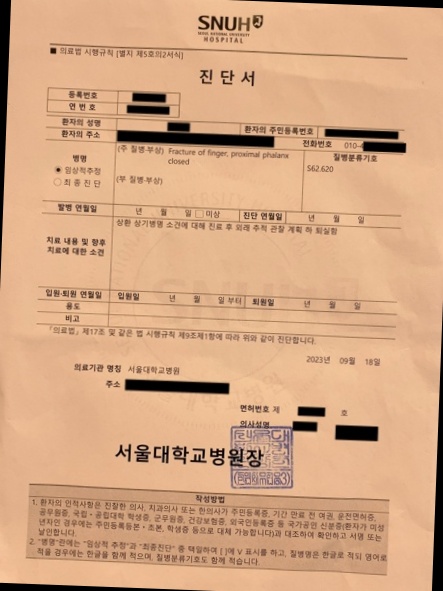 SNUH
SEOUL NATIONAL UNIVERSITY
HOSPITAL
■ 의료법 시행규칙 [별지 제5호의2서식]
진 단 서
등록번호
연 번 호
환자의 성명 환자의 주민등록번호
환자의 주소 전화번호 010-4
병명 (주 질병·부상) Fracture of finger, proximal phalanx closed 질병분류기호
S62.620
임상적추정
최 종 진 단 (부 질병·부상)
발병 연월일 년 월 일 □미상 진단 연월일 년 월 일
치료 내용 및 향후 치료에 대한 소견 상환 상기병명 소견에 대해 진료 후 외래 추적 관찰 계획 하 퇴실함
입원·퇴원 연월일 입원일 년 월 일 부터 퇴원일 년 월 일
용도
비고
「의료법」 제17조 및 같은 법 시행규칙 제9조제1항에 따라 위와 같이 진단합니다.
2023년 09월 18일
의료기관 명칭 서울대학교병원
주소
면허번호 제 호
의사성명
서울대학교병원장
작성방법
1. 환자의 인적사항은 진찰한 의사, 치과의사 또는 한의사가 주민등록증, 기간 만료 전 여권, 운전면허증,
공무원증, 국립·공립대학 학생증, 군무원증, 건강보험증, 외국인등록증 등 국가공인 신분증(환자가 미성
년자인 경우에는 주민등록등본·초본, 학생증 등으로 대체 가능합니다)과 대조하여 확인하고 서명 또는
날인합니다.
2. "병명"란에는 "임상적 추정"과 "최종진단" 중 택일하여 [ ]에 V 표시를 하고, 질병명은 한글로 적되 영어로
적을 경우에는 한글을 함께 적으며, 질병분류기호도 함께 적습니다.